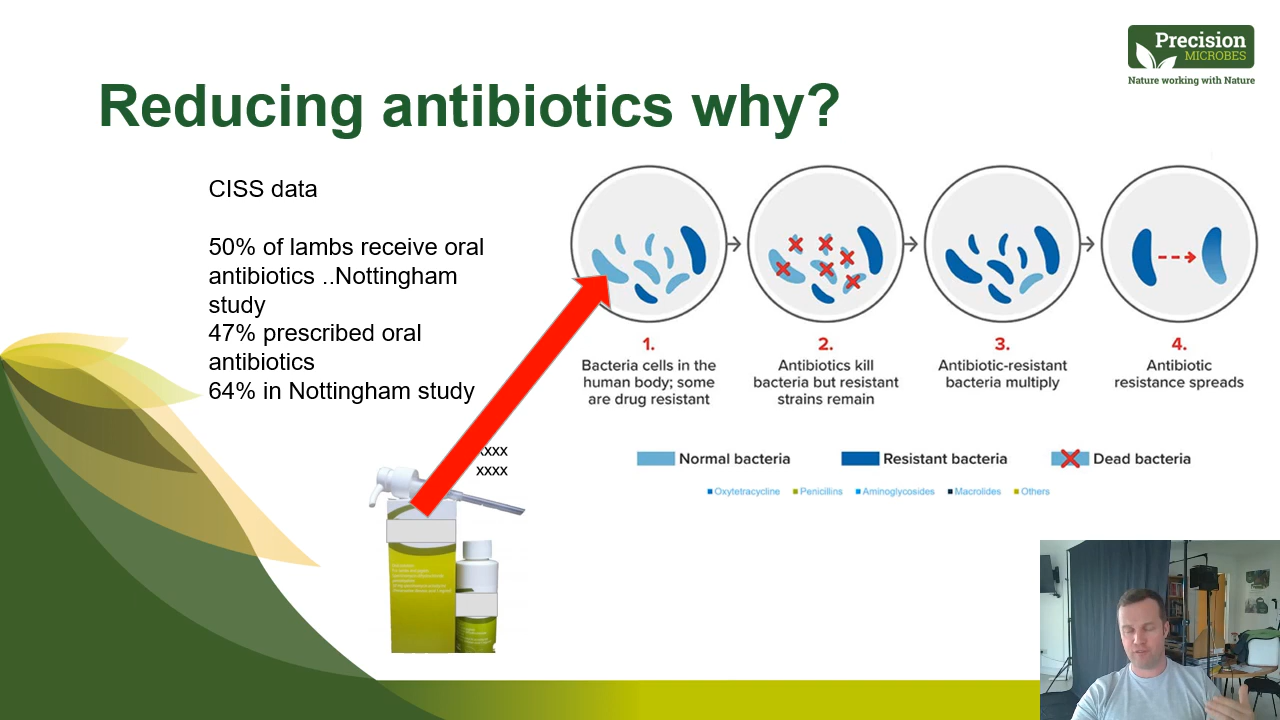 Precision
MICROBES
Nature working with Nature
Reducing antibiotics why?
CISS data
50% of lambs receive oral
antibiotics ..Nottingham
study
47% prescribed oral
antibiotics
64% in Nottingham study
1.
Bacteria cells in the
human body; some
are drug resistant
2.
Antibiotics kill
bacteria but resistant
strains remain
3.
Antibiotic-resistant
bacteria multiply
4.
Antibiotic
resistance spreads
xxxx
xxxx
Normal bacteria
Resistant bacteria
Dead bacteria
Oxytetracycline
Penicillins
Aminoglycosides
Macrolides
Others